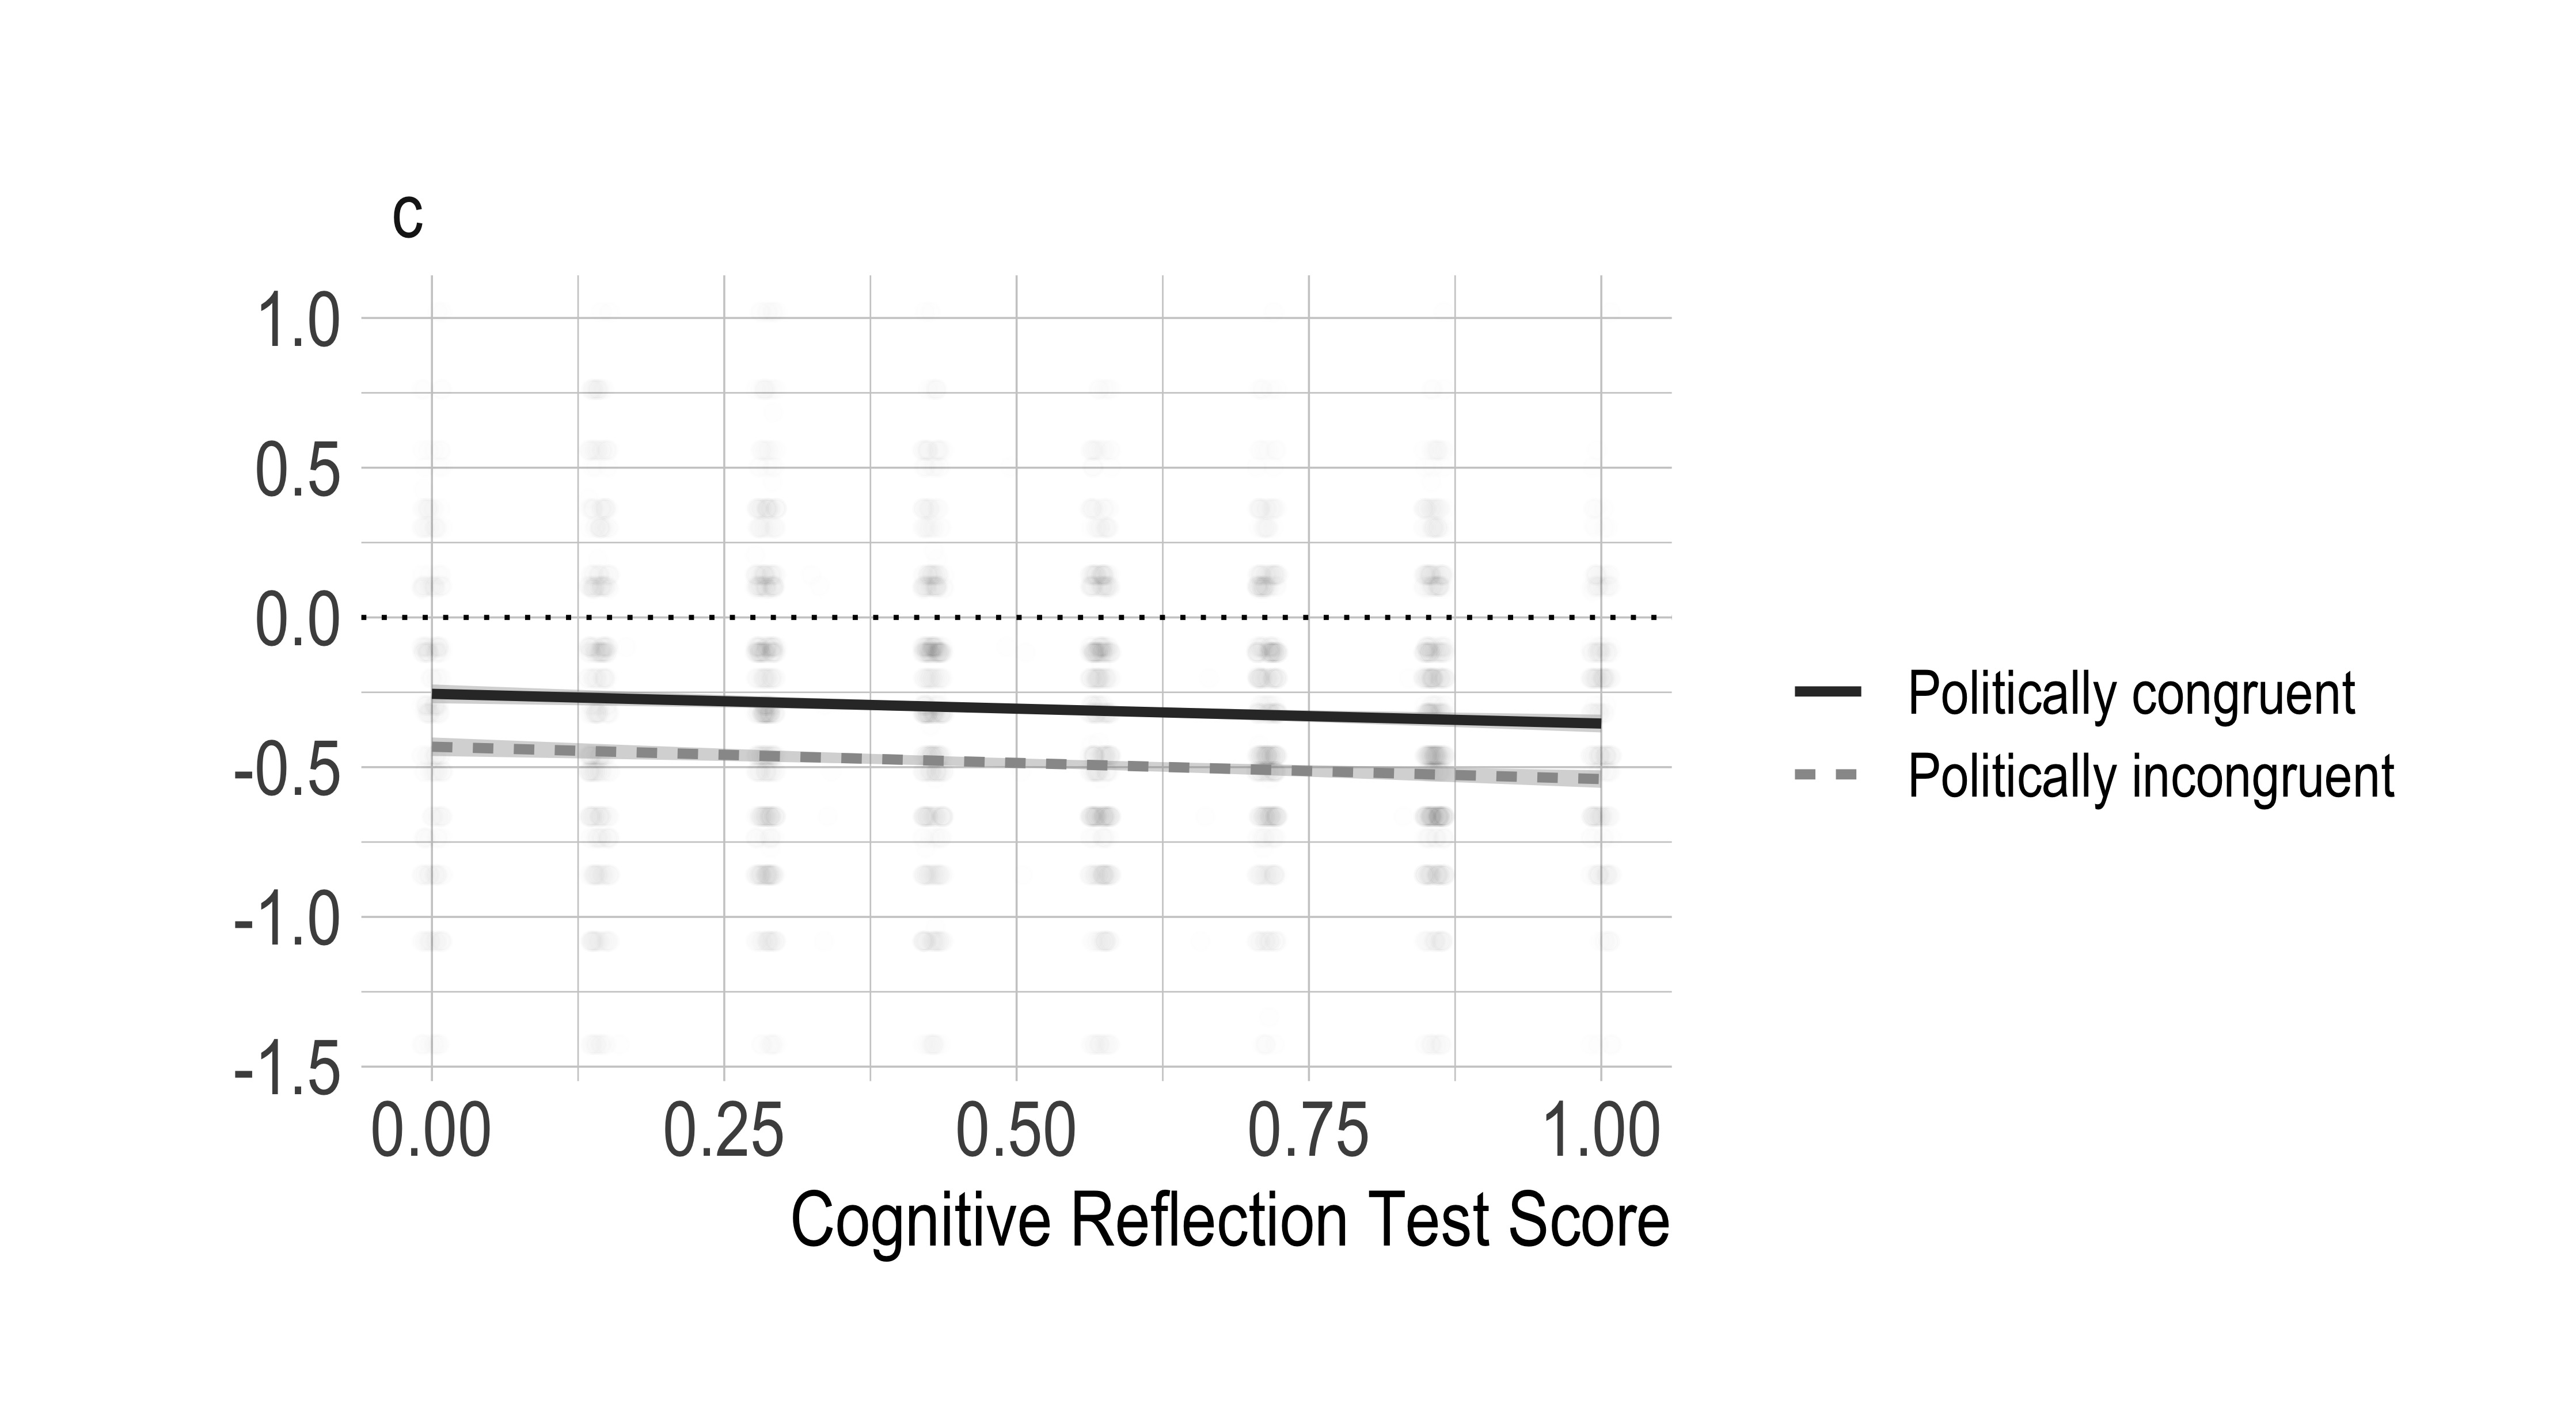 c
1.0
0.5
0.0
-0.5
-1.0
-1.5
0.00 0.25 0.50 0.75 1.00
Cognitive Reflection Test Score
Politically congruent
Politically incongruent